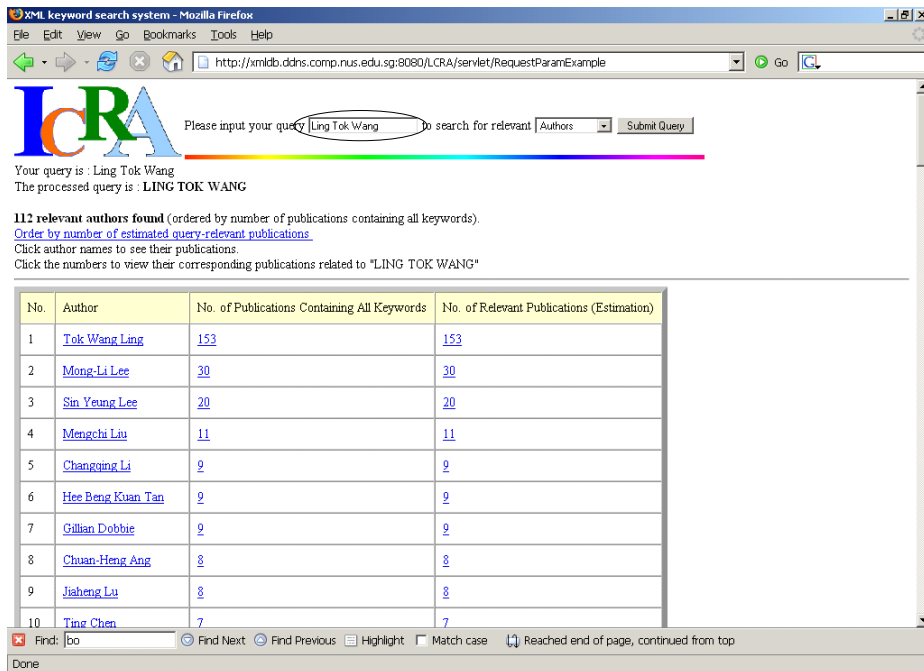 XML keyword search system - Mozilla Firefox
File Edit View Go Bookmarks Tools Help
http://xmldb.ddns.comp.nus.edu.sg:8080/LCRA/servlet/RequestParamExample Go G
LCRA
Please input your query Ling Tok Wang to search for relevant Authors Submit Query
Your query is : Ling Tok Wang
The processed query is : LING TOK WANG
112 relevant authors found (ordered by number of publications containing all keywords).
Order by number of estimated query-relevant publications
Click author names to see their publications.
Click the numbers to view their corresponding publications related to "LING TOK WANG"
No. Author No. of Publications Containing All Keywords No. of Relevant Publications (Estimation)
1 Tok Wang Ling 153 153
2 Mong-Li Lee 30 30
3 Sin Yeung Lee 20 20
4 Mengchi Liu 11 11
5 Changqing Li 9 9
6 Hee Beng Kuan Tan 9 9
7 Gillian Dobbie 9 9
8 Chuan-Heng Ang 8 8
9 Jiaheng Lu 8 8
10 Ting Chen 7 7
Find: bo Find Next Find Previous Highlight Match case Reached end of page, continued from top
Done